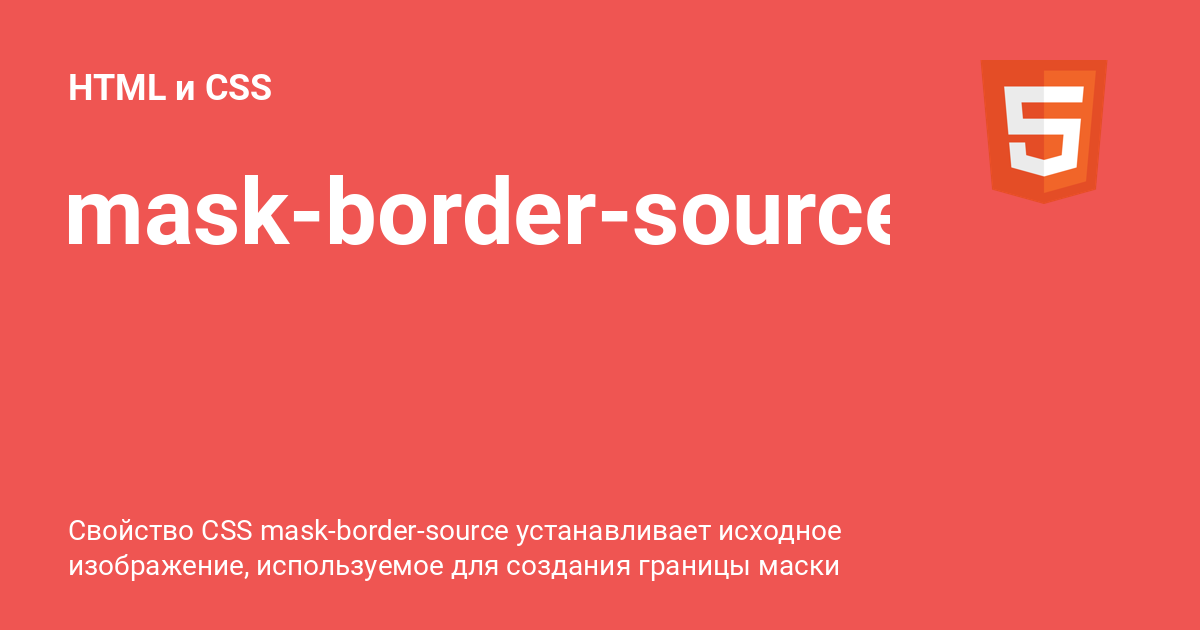 HTML и CSS
mask-border-source
Свойство CSS mask-border-source устанавливает исходное
изображение, используемое для создания границы маски